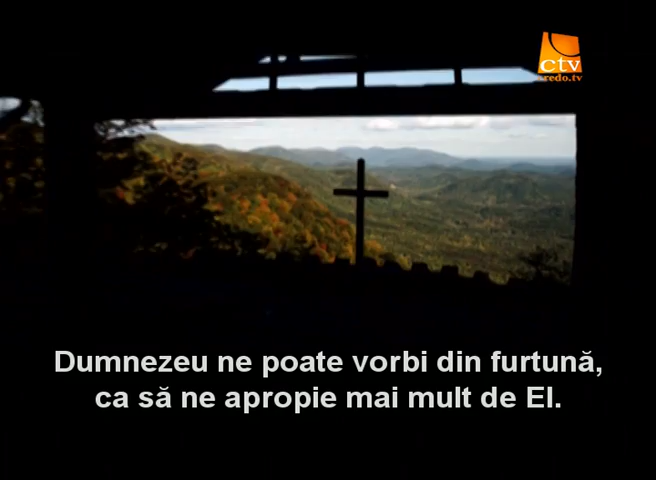 ctv
credo.tv
Dumnezeu ne poate vorbi din furtună,
ca să ne apropie mai mult de El.